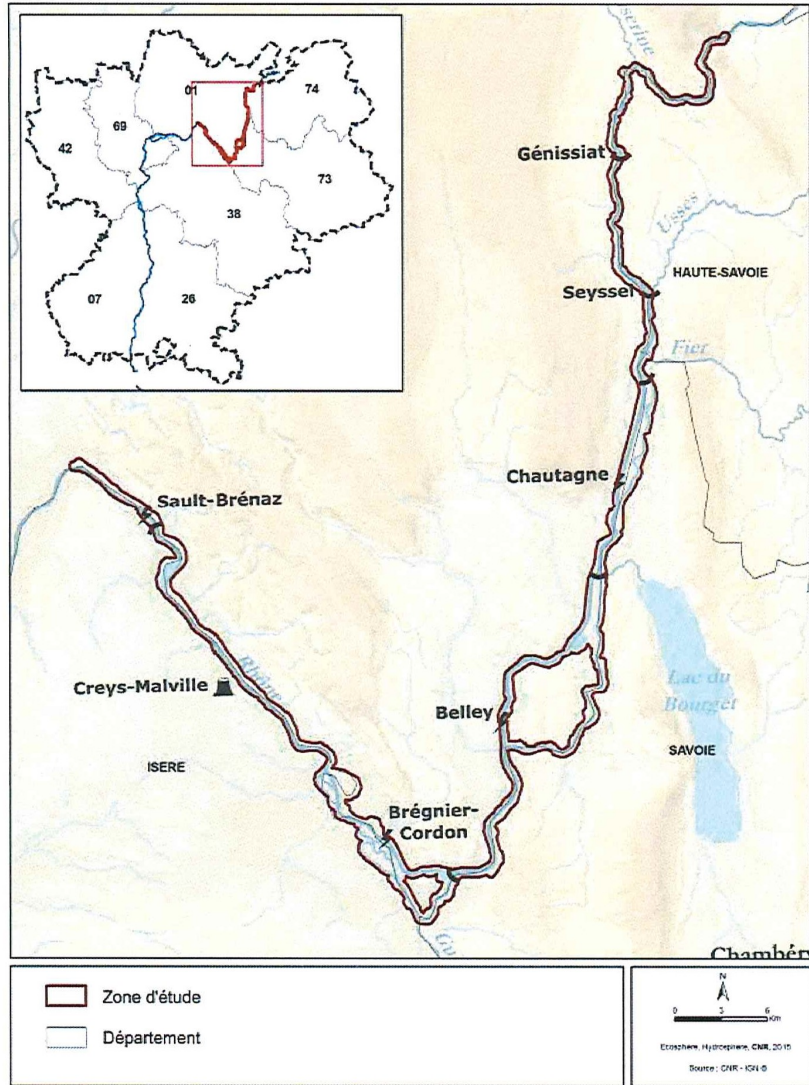 01
74
69
42
73
38
07
26
Génissiat
Usses
HAUTE-SAVOIE
Seyssel
Fier
Chautagne
Sault-Brénaz
Rhône
Creys-Malville
Lac du
Bourget
Belley
ISERE
SAVOIE
Brégnier-
Cordon
Chambéry
Zone d'étude
Département
N
0 3 6
Km
Ecosphère, Hydrosphère, CNR, 2015
Source : CNR - IGN ©